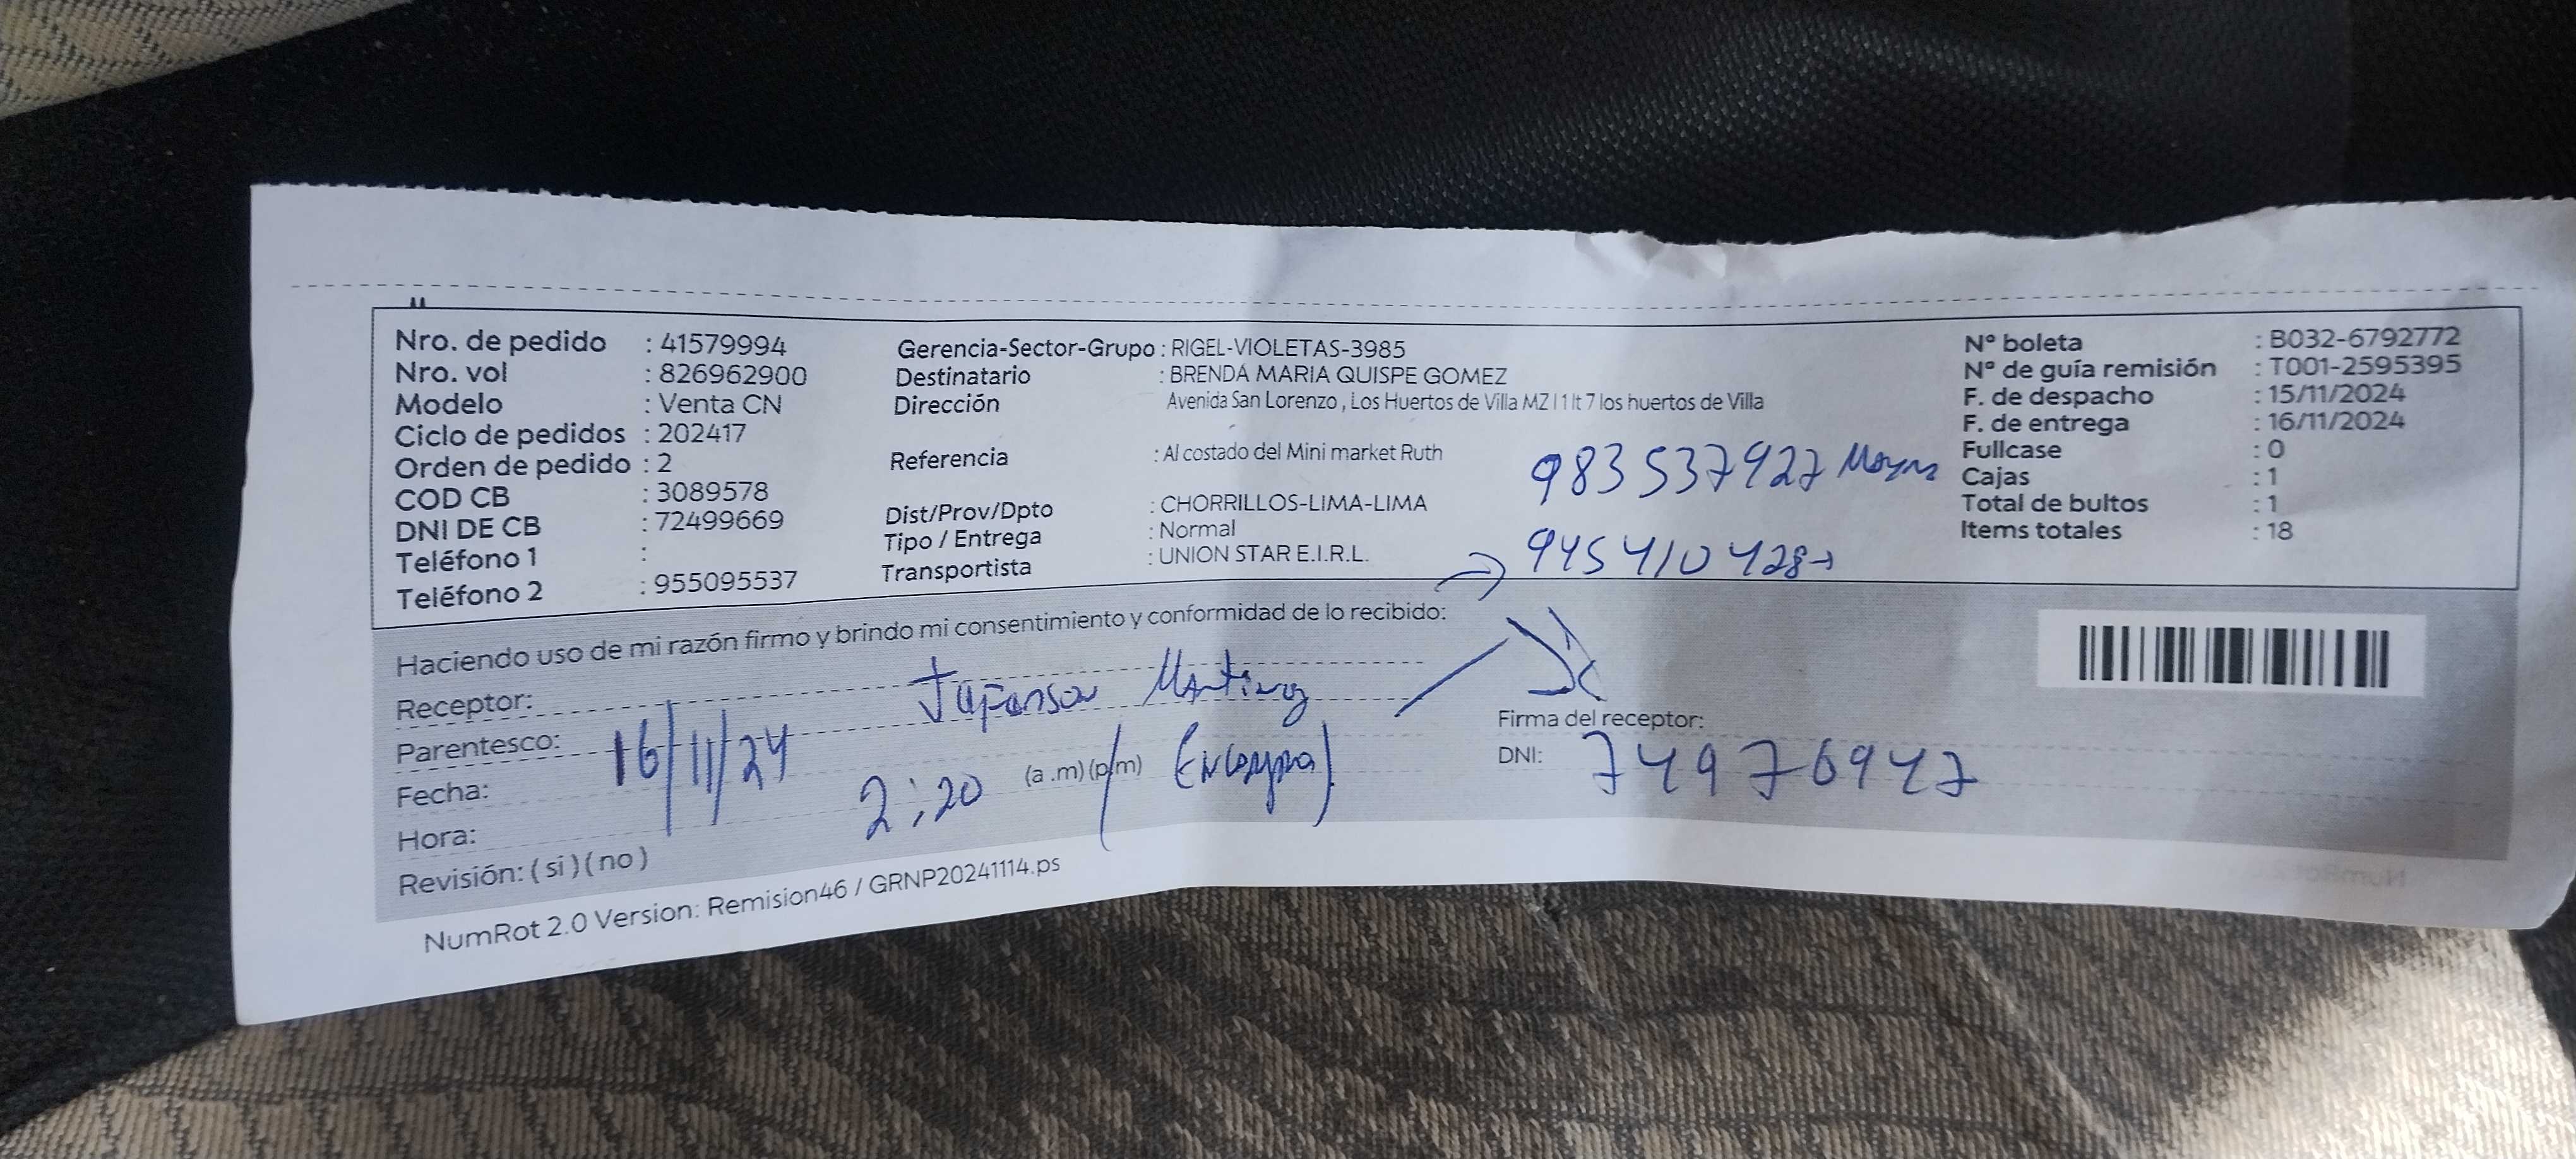 Nro. de pedido : 41579994
Nro. vol : 826962900
Modelo : Venta CN
Ciclo de pedidos : 202417
Orden de pedido : 2
COD CB : 3089578
DNI DE CB : 72499669
Teléfono 1 :
Teléfono 2 : 955095537
Gerencia-Sector-Grupo : RIGEL-VIOLETAS-3985
Destinatario : BRENDA MARIA QUISPE GOMEZ
Dirección Avenida San Lorenzo , Los Huertos de Villa MZ I 1 lt 7 los huertos de Villa
Referencia : Al costado del Mini market Ruth
Dist/Prov/Dpto : CHORRILLOS-LIMA-LIMA
Tipo / Entrega : Normal
Transportista : UNION STAR E.I.R.L.
983537927
945410428
Nº boleta : B032-6792772
Nº de guía remisión : T001-2595395
F. de despacho : 15/11/2024
F. de entrega : 16/11/2024
Fullcase : 0
Cajas : 1
Total de bultos : 1
Items totales : 18
Haciendo uso de mi razón firmo y brindo mi consentimiento y conformidad de lo recibido:
Receptor:
Parentesco:
Fecha: 16/11/24
Hora: 2:20 (a .m) (p/m)
Revisión: ( si ) ( no )
Firma del receptor:
DNI: 74976947
NumRot 2.0 Version: Remision46 / GRNP20241114.ps